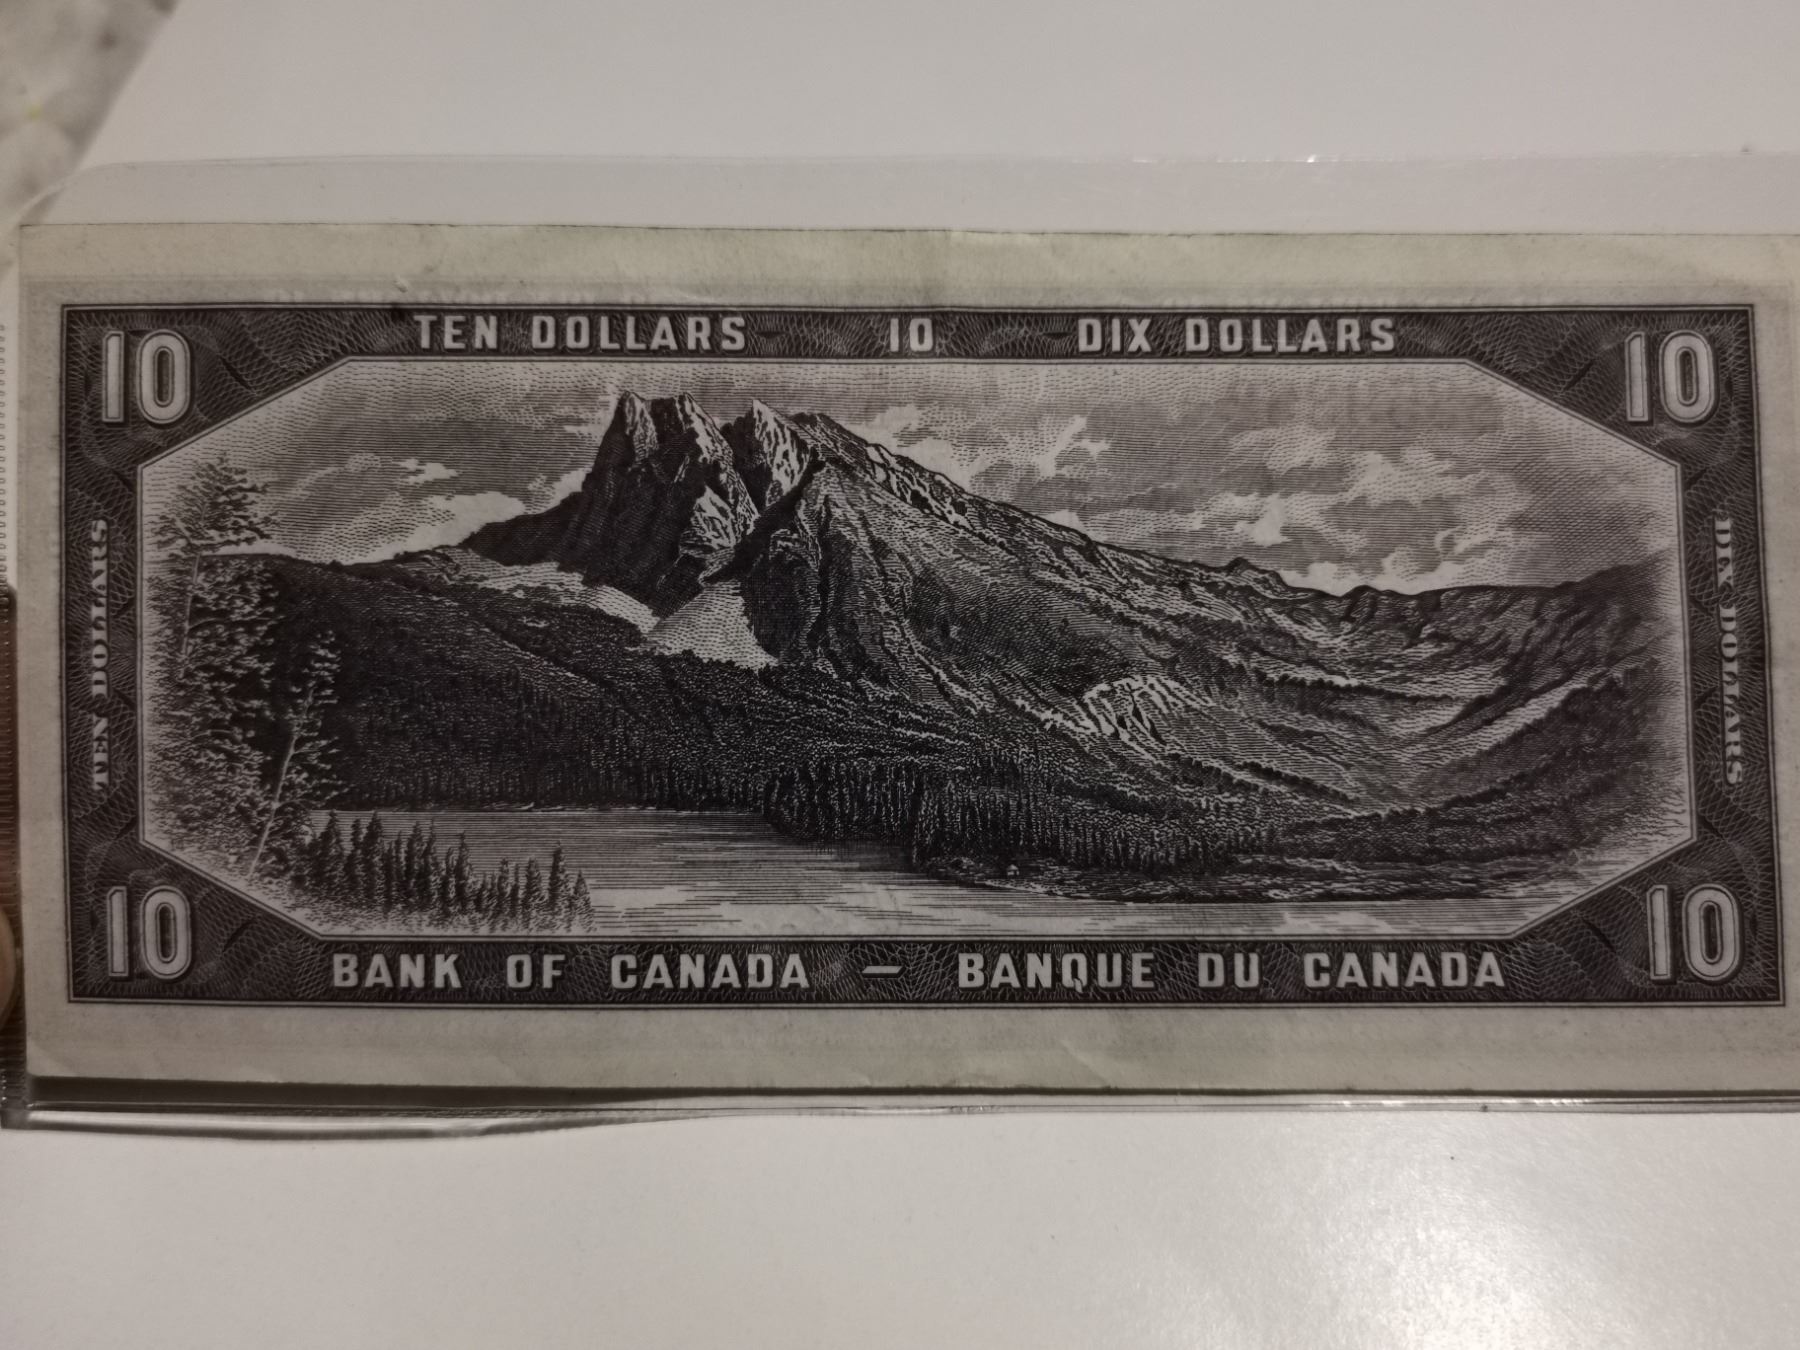 TEN DOLLARS 10 DIX DOLLARS
10
10
TEN DOLLARS
DIX DOLLARS
10
10
BANK OF CANADA — BANQUE DU CANADA